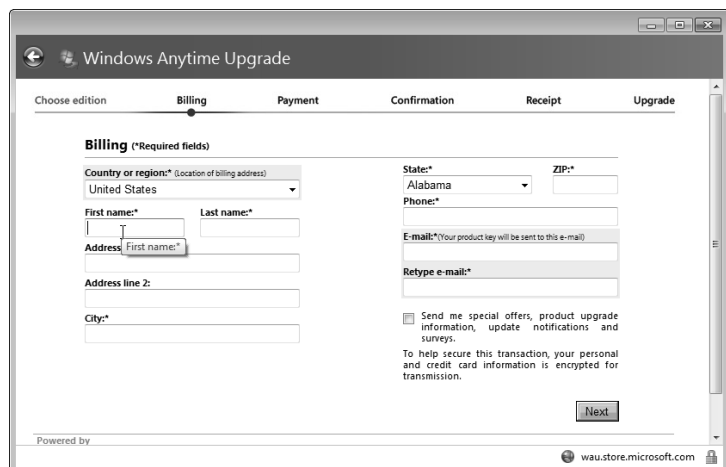 Windows Anytime Upgrade
Choose edition Billing Payment Confirmation Receipt Upgrade
Billing (*Required fields)
Country or region:* (Location of billing address)
United States
First name:* Last name:*
First name:*
Address
Address line 2:
City:*
State:* ZIP:*
Alabama
Phone:*
E-mail:*(Your product key will be sent to this e-mail)
Retype e-mail:*
Send me special offers, product upgrade
information, update notifications and
surveys.
To help secure this transaction, your personal
and credit card information is encrypted for
transmission.
Next
Powered by
wau.store.microsoft.com